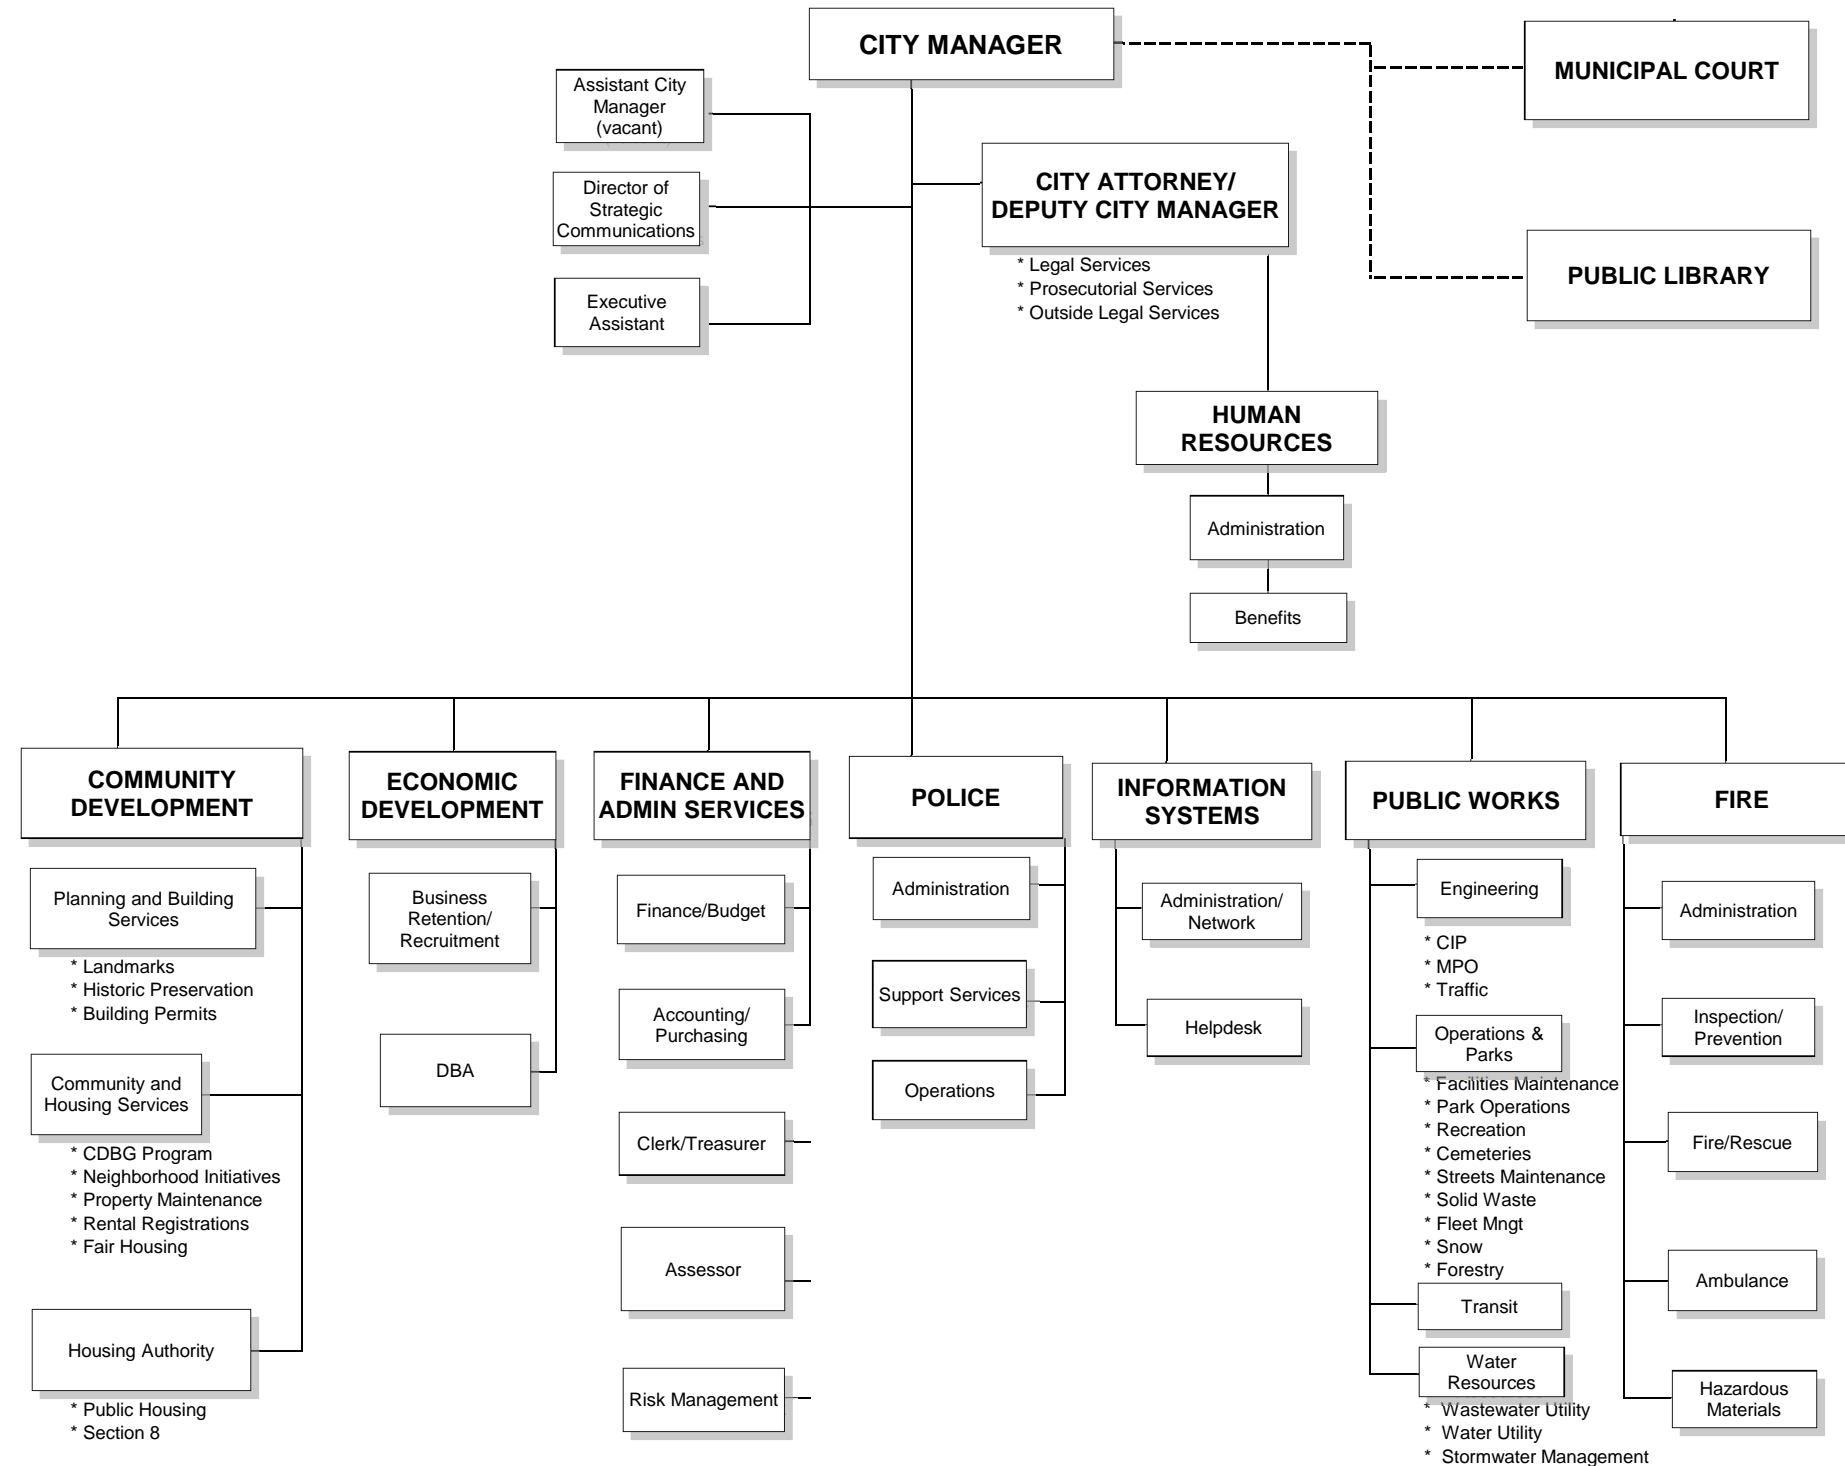 CITY MANAGER
MUNICIPAL COURT
Assistant City
Manager
(vacant)
CITY ATTORNEY/
DEPUTY CITY MANAGER
Director of
Strategic
Communications
* Legal Services
* Prosecutorial Services
* Outside Legal Services
PUBLIC LIBRARY
Executive
Assistant
HUMAN
RESOURCES
Administration
Benefits
COMMUNITY
DEVELOPMENT
Planning and Building
Services
* Landmarks
* Historic Preservation
* Building Permits
Community and
Housing Services
* CDBG Program
* Neighborhood Initiatives
* Property Maintenance
* Rental Registrations
* Fair Housing
Housing Authority
* Public Housing
* Section 8
ECONOMIC
DEVELOPMENT
Business
Retention/
Recruitment
DBA
FINANCE AND
ADMIN SERVICES
Finance/Budget
Accounting/
Purchasing
Clerk/Treasurer
Assessor
Risk Management
POLICE
Administration
Support Services
Operations
INFORMATION
SYSTEMS
Administration/
Network
Helpdesk
PUBLIC WORKS
Engineering
* CIP
* MPO
* Traffic
Operations &
Parks
* Facilities Maintenance
* Park Operations
* Recreation
* Cemeteries
* Streets Maintenance
* Solid Waste
* Fleet Mngt
* Snow
* Forestry
Transit
Water
Resources
* Wastewater Utility
* Water Utility
* Stormwater Management
FIRE
Administration
Inspection/
Prevention
Fire/Rescue
Ambulance
Hazardous
Materials